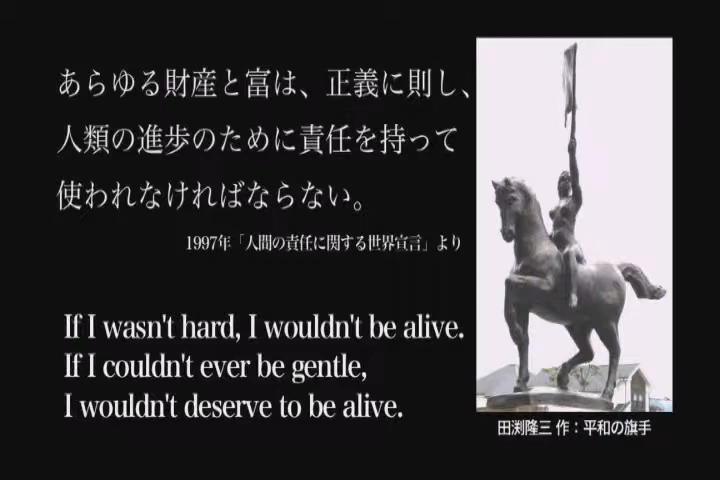 あらゆる財産と富は、正義に則し、
人類の進歩のために責任を持って
使われなければならない。
1997年「人間の責任に関する世界宣言」より
If I wasn't hard, I wouldn't be alive.
If I couldn't ever be gentle,
I wouldn't deserve to be alive.
田渕隆三 作：平和の旗手